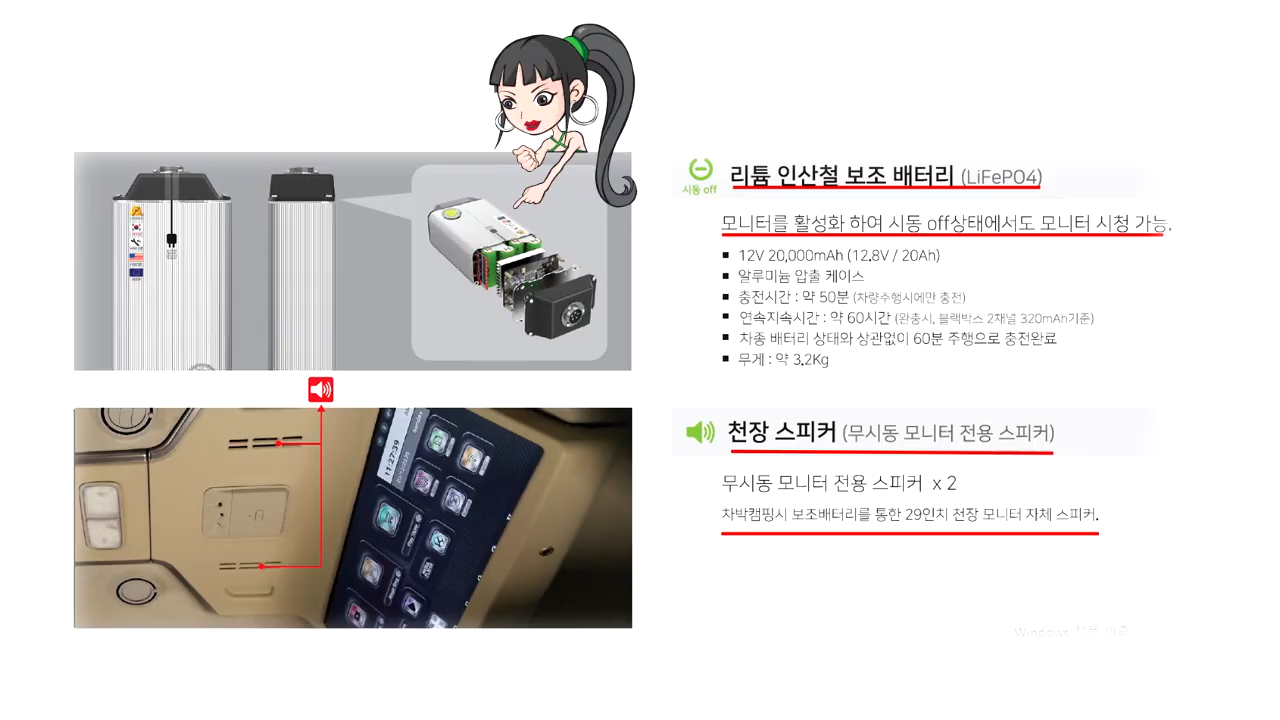 시동 off
리튬 인산철 보조 배터리 (LiFePO4)
모니터를 활성화 하여 시동 off상태에서도 모니터 시청 가능.
12V 20,000mAh (12.8V / 20Ah)
알루미늄 압출 케이스
충전시간 : 약 50분 (차량주행시에만 충전)
연속지속시간 : 약 60시간 (완충시, 블랙박스 2채널 320mAh기준)
차종 배터리 상태와 상관없이 60분 주행으로 충전완료
무게 : 약 3.2Kg
11:27:39
천장 스피커 (무시동 모니터 전용 스피커)
무시동 모니터 전용 스피커 x 2
차박캠핑시 보조배터리를 통한 29인치 천장 모니터 자체 스피커.
Windows 정품 인증